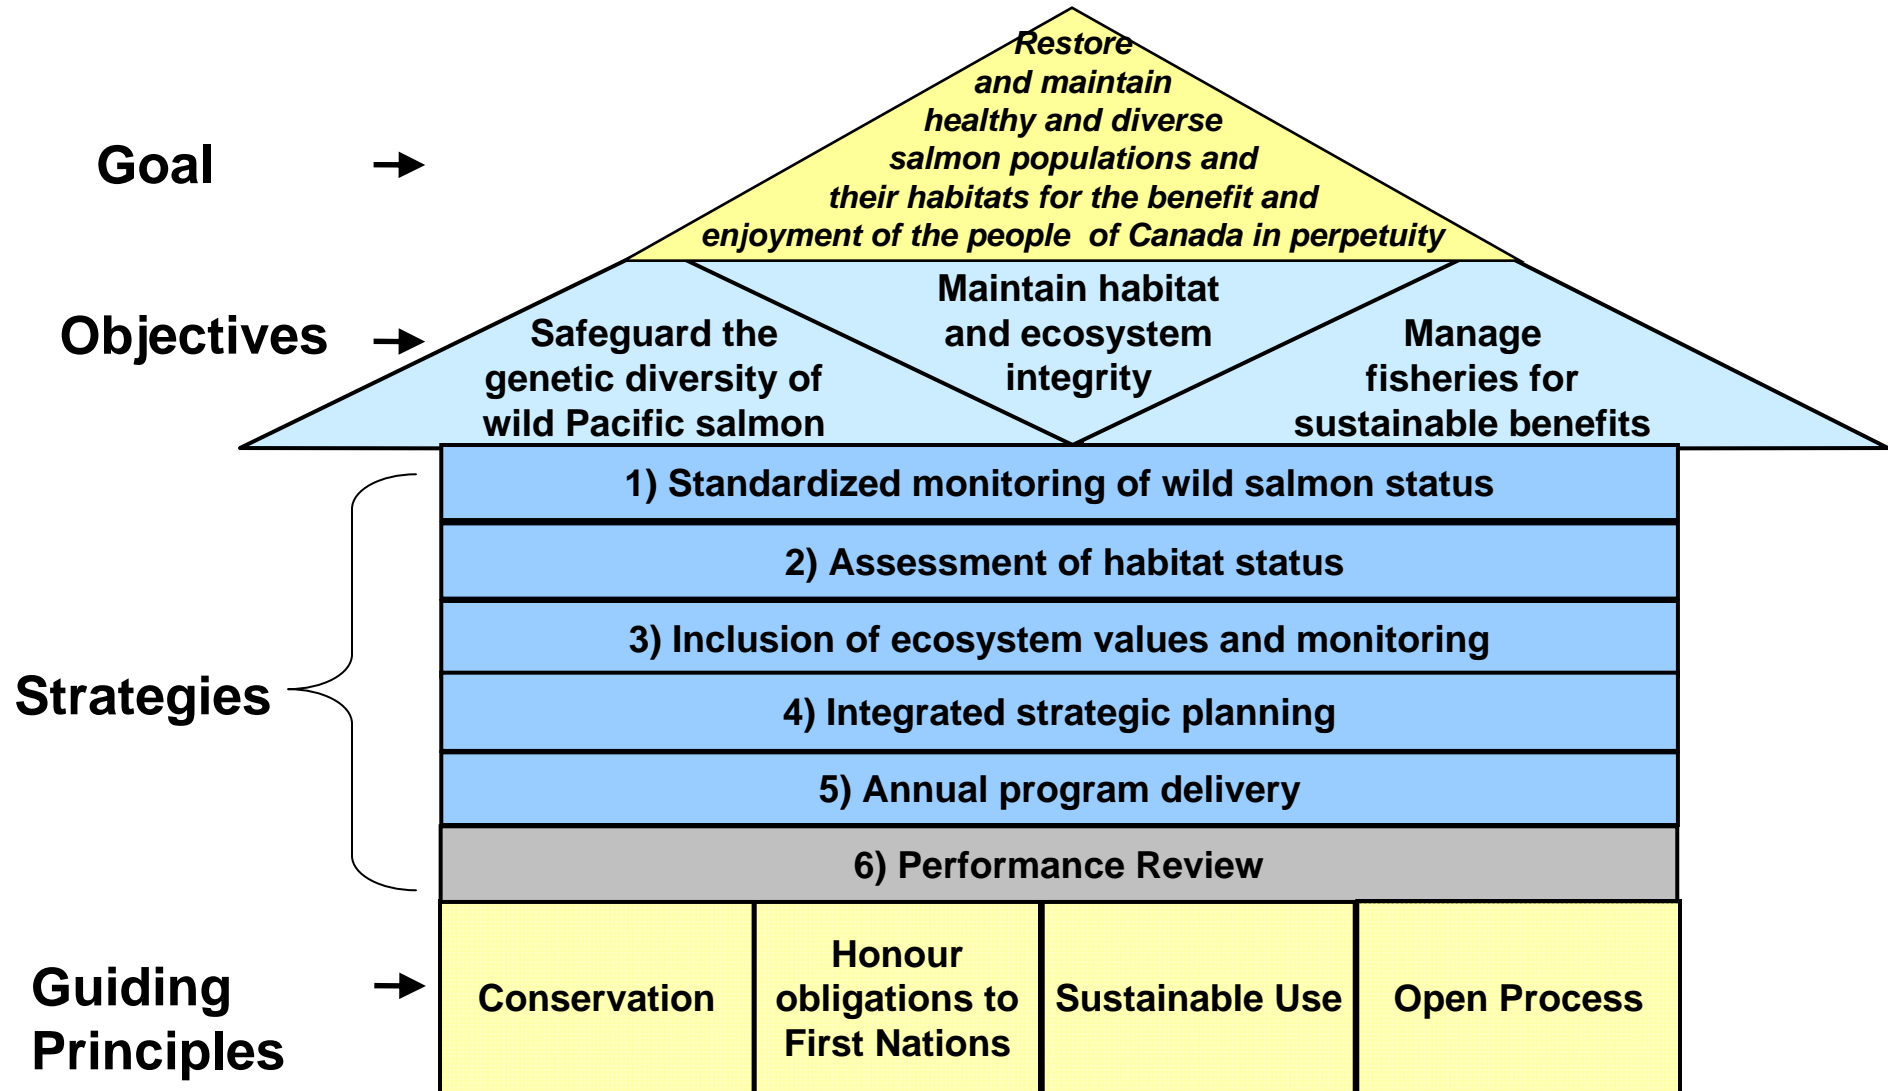 Goal
Restore
and maintain
healthy and diverse
salmon populations and
their habitats for the benefit and
enjoyment of the people of Canada in perpetuity
Objectives
Safeguard the
genetic diversity of
wild Pacific salmon
Maintain habitat
and ecosystem
integrity
Manage
fisheries for
sustainable benefits
Strategies
1) Standardized monitoring of wild salmon status
2) Assessment of habitat status
3) Inclusion of ecosystem values and monitoring
4) Integrated strategic planning
5) Annual program delivery
6) Performance Review
Guiding
Principles
Conservation
Honour
obligations to
First Nations
Sustainable Use
Open Process